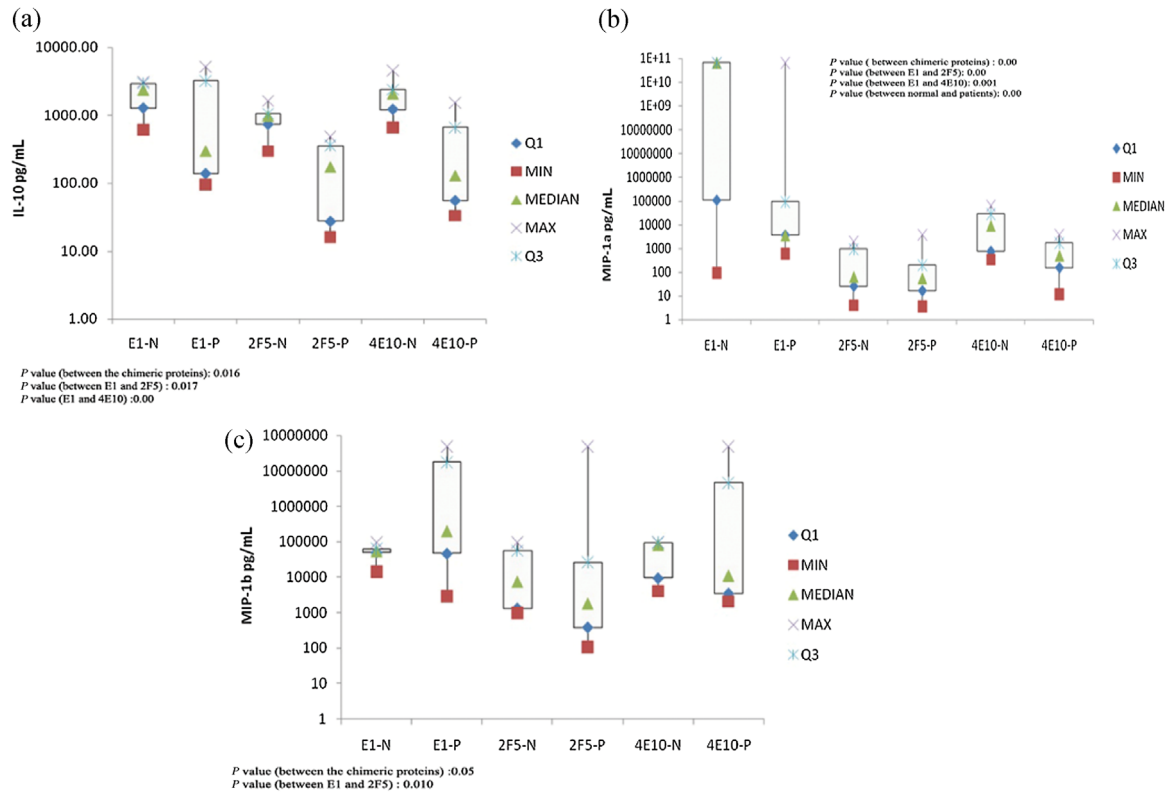 (a)
10000.00
1000.00
100.00
10.00
1.00
IL-10 pg/mL
E1-N E1-P 2F5-N 2F5-P 4E10-N 4E10-P
Q1
MIN
MEDIAN
MAX
Q3
P value (between the chimeric proteins): 0.016
P value (between E1 and 2F5) : 0.017
P value (E1 and 4E10) :0.00
(b)
1E+11
1E+10
1E+09
10000000
1000000
100000
10000
1000
100
10
1
MIP-1a pg/mL
P value ( between chimeric proteins) : 0.00
P value (between E1 and 2F5): 0.00
P value (between E1 and 4E10): 0.001
P value (between normal and patients): 0.00
E1-N E1-P 2F5-N 2F5-P 4E10-N 4E10-P
Q1
MIN
MEDIAN
MAX
Q3
(c)
10000000
10000000
1000000
100000
10000
1000
100
10
1
MIP-1b pg/mL
E1-N E1-P 2F5-N 2F5-P 4E10-N 4E10-P
Q1
MIN
MEDIAN
MAX
Q3
P value (between the chimeric proteins) :0.05
P value (between E1 and 2F5) : 0.010